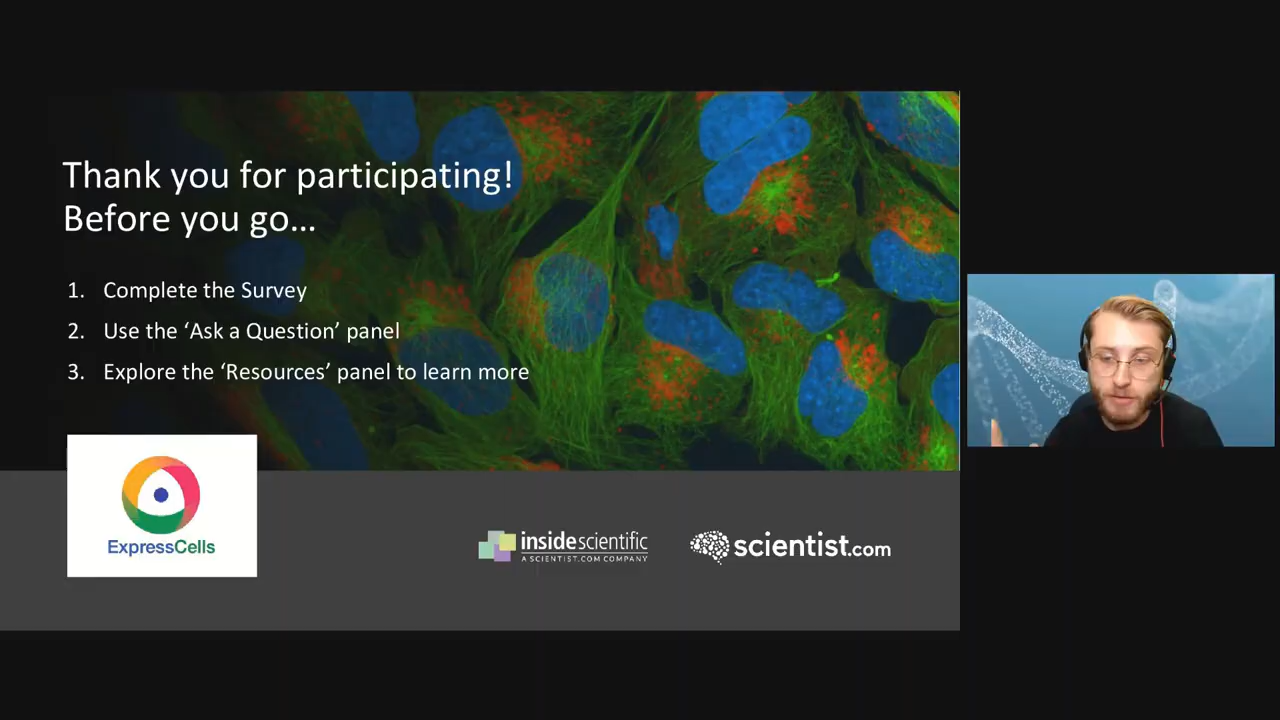 Thank you for participating!
Before you go...
1. Complete the Survey
2. Use the ‘Ask a Question’ panel
3. Explore the ‘Resources’ panel to learn more
ExpressCells
insidescientific
A SCIENTIST.COM COMPANY
scientist.com